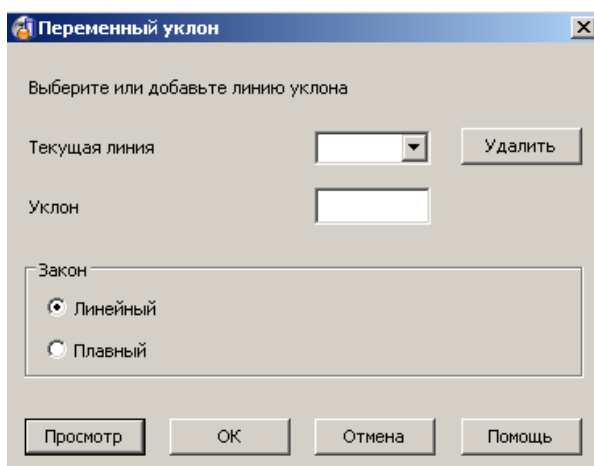 Переменный уклон
Выберите или добавьте линию уклона
Текущая линия
Удалить
Уклон
Закон
Линейный
Плавный
Просмотр
OK
Отмена
Помощь